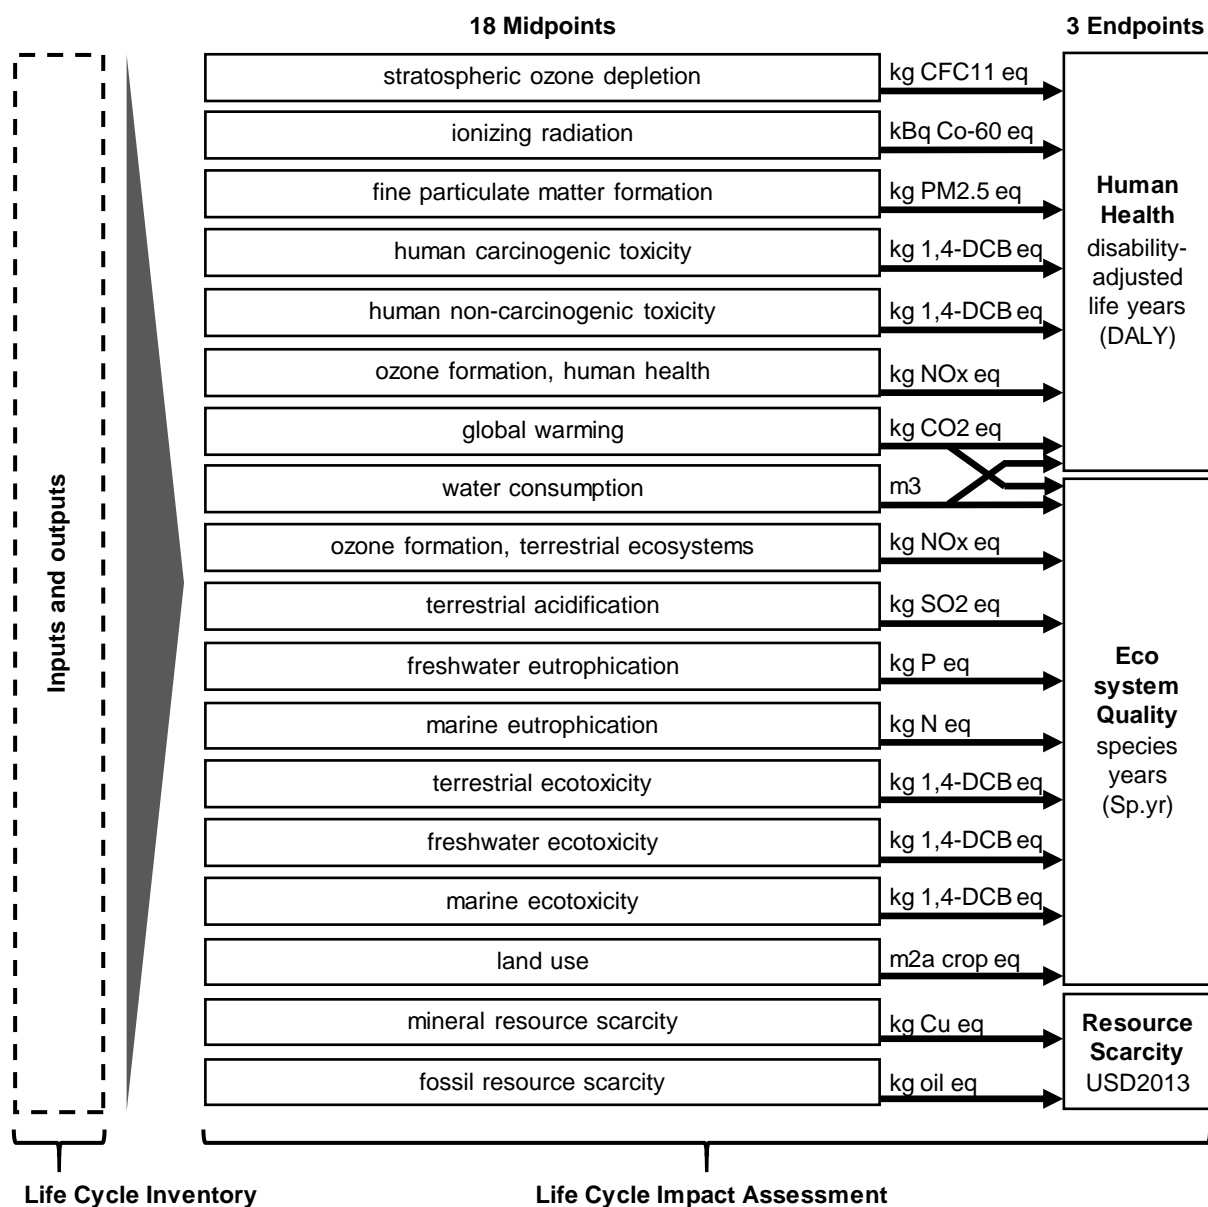 18 Midpoints
3 Endpoints
Inputs and outputs
stratospheric ozone depletion
kg CFC11 eq
ionizing radiation
kBq Co-60 eq
fine particulate matter formation
kg PM2.5 eq
human carcinogenic toxicity
kg 1,4-DCB eq
human non-carcinogenic toxicity
kg 1,4-DCB eq
ozone formation, human health
kg NOx eq
global warming
kg CO2 eq
water consumption
m3
ozone formation, terrestrial ecosystems
kg NOx eq
terrestrial acidification
kg SO2 eq
freshwater eutrophication
kg P eq
marine eutrophication
kg N eq
terrestrial ecotoxicity
kg 1,4-DCB eq
freshwater ecotoxicity
kg 1,4-DCB eq
marine ecotoxicity
kg 1,4-DCB eq
land use
m2a crop eq
mineral resource scarcity
kg Cu eq
fossil resource scarcity
kg oil eq
Human
Health
disability-
adjusted
life years
(DALY)
Eco
system
Quality
species
years
(Sp.yr)
Resource
Scarcity
USD2013
Life Cycle Inventory
Life Cycle Impact Assessment